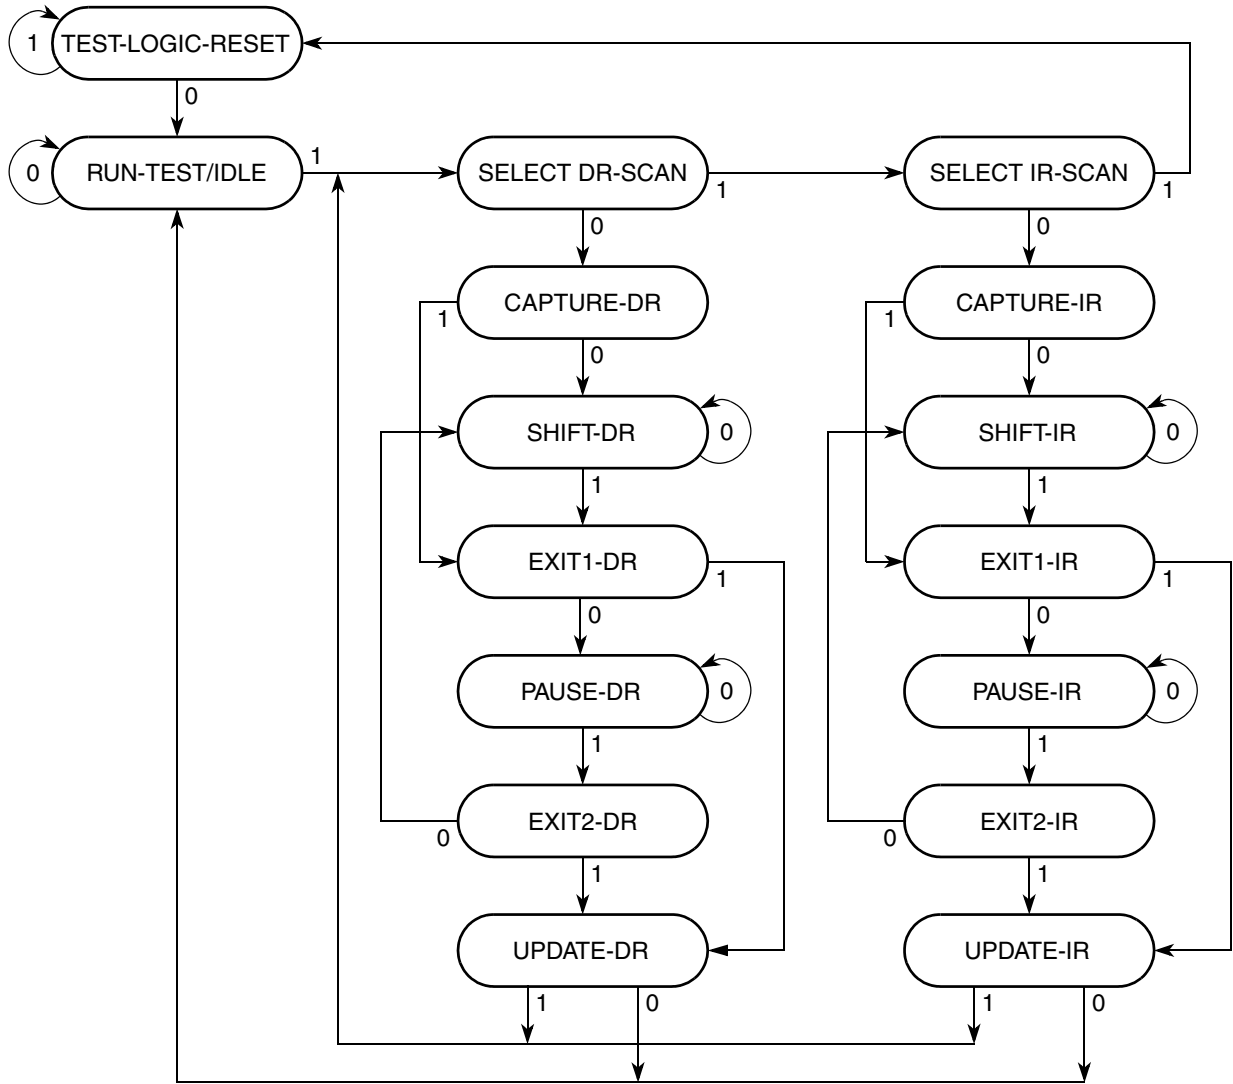 1 TEST-LOGIC-RESET
0
0 RUN-TEST/IDLE 1 SELECT DR-SCAN 1 SELECT IR-SCAN 1
0 0
CAPTURE-DR CAPTURE-IR
1 1
0 0
SHIFT-DR 0 SHIFT-IR 0
1 1
EXIT1-DR 1 EXIT1-IR 1
0 0
PAUSE-DR 0 PAUSE-IR 0
1 1
EXIT2-DR EXIT2-IR
0 0
1 1
UPDATE-DR UPDATE-IR
1 0 1 0